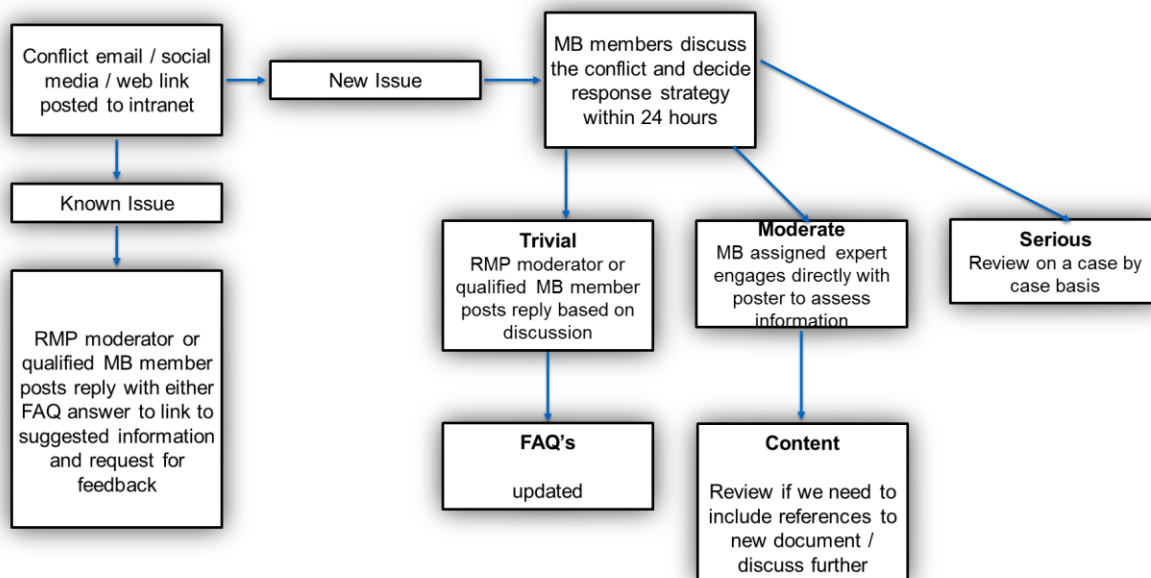 Conflict email / social
media / web link
posted to intranet
New Issue
MB members discuss
the conflict and decide
response strategy
within 24 hours
Known Issue
RMP moderator or
qualified MB member
posts reply with either
FAQ answer to link to
suggested information
and request for
feedback
Trivial
RMP moderator or
qualified MB member
posts reply based on
discussion
Moderate
MB assigned expert
engages directly with
poster to assess
information
Serious
Review on a case by
case basis
FAQ's
updated
Content
Review if we need to
include references to
new document /
discuss further